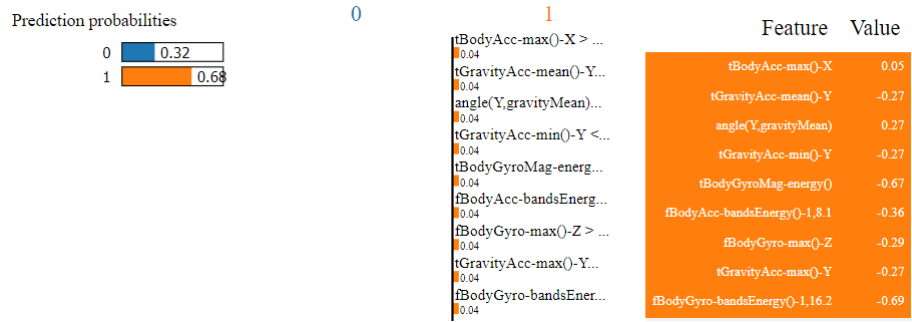 Prediction probabilities
0 0.32
1 0.68
0 1
tBodyAcc-max()-X > ...
0.04
tGravityAcc-mean()-Y...
0.04
angle(Y,gravityMean)...
0.04
tGravityAcc-min()-Y <...
0.04
tBodyGyroMag-energ...
0.04
fBodyAcc-bandsEnerg...
0.04
fBodyGyro-max()-Z > ...
0.04
tGravityAcc-max()-Y...
0.04
fBodyGyro-bandsEner...
0.04
Feature Value
tBodyAcc-max()-X 0.05
tGravityAcc-mean()-Y -0.27
angle(Y,gravityMean) 0.27
tGravityAcc-min()-Y -0.27
tBodyGyroMag-energy() -0.67
fBodyAcc-bandsEnergy()-1,8.1 -0.36
fBodyGyro-max()-Z -0.29
tGravityAcc-max()-Y -0.27
fBodyGyro-bandsEnergy()-1,16.2 -0.69